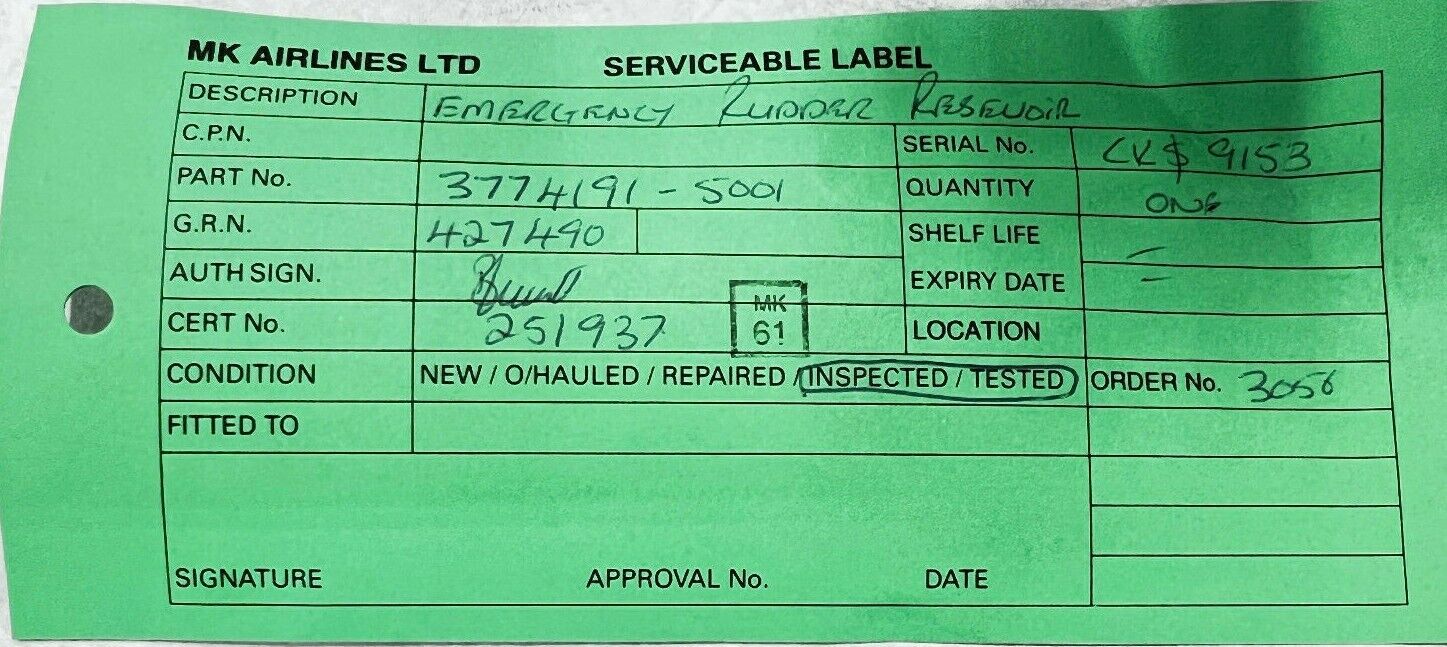 MK AIRLINES LTD SERVICEABLE LABEL
DESCRIPTION EMERGENCY RUDDER RESEVOIR
C.P.N. SERIAL No. CK$ 9153
PART No. 3774191-5001 QUANTITY ONE
G.R.N. 427490 SHELF LIFE –
AUTH SIGN. EXPIRY DATE –
CERT No. 251937 MK LOCATION
61
CONDITION NEW / O/HAULED / REPAIRED / INSPECTED / TESTED ORDER No. 3056
FITTED TO
SIGNATURE APPROVAL No. DATE